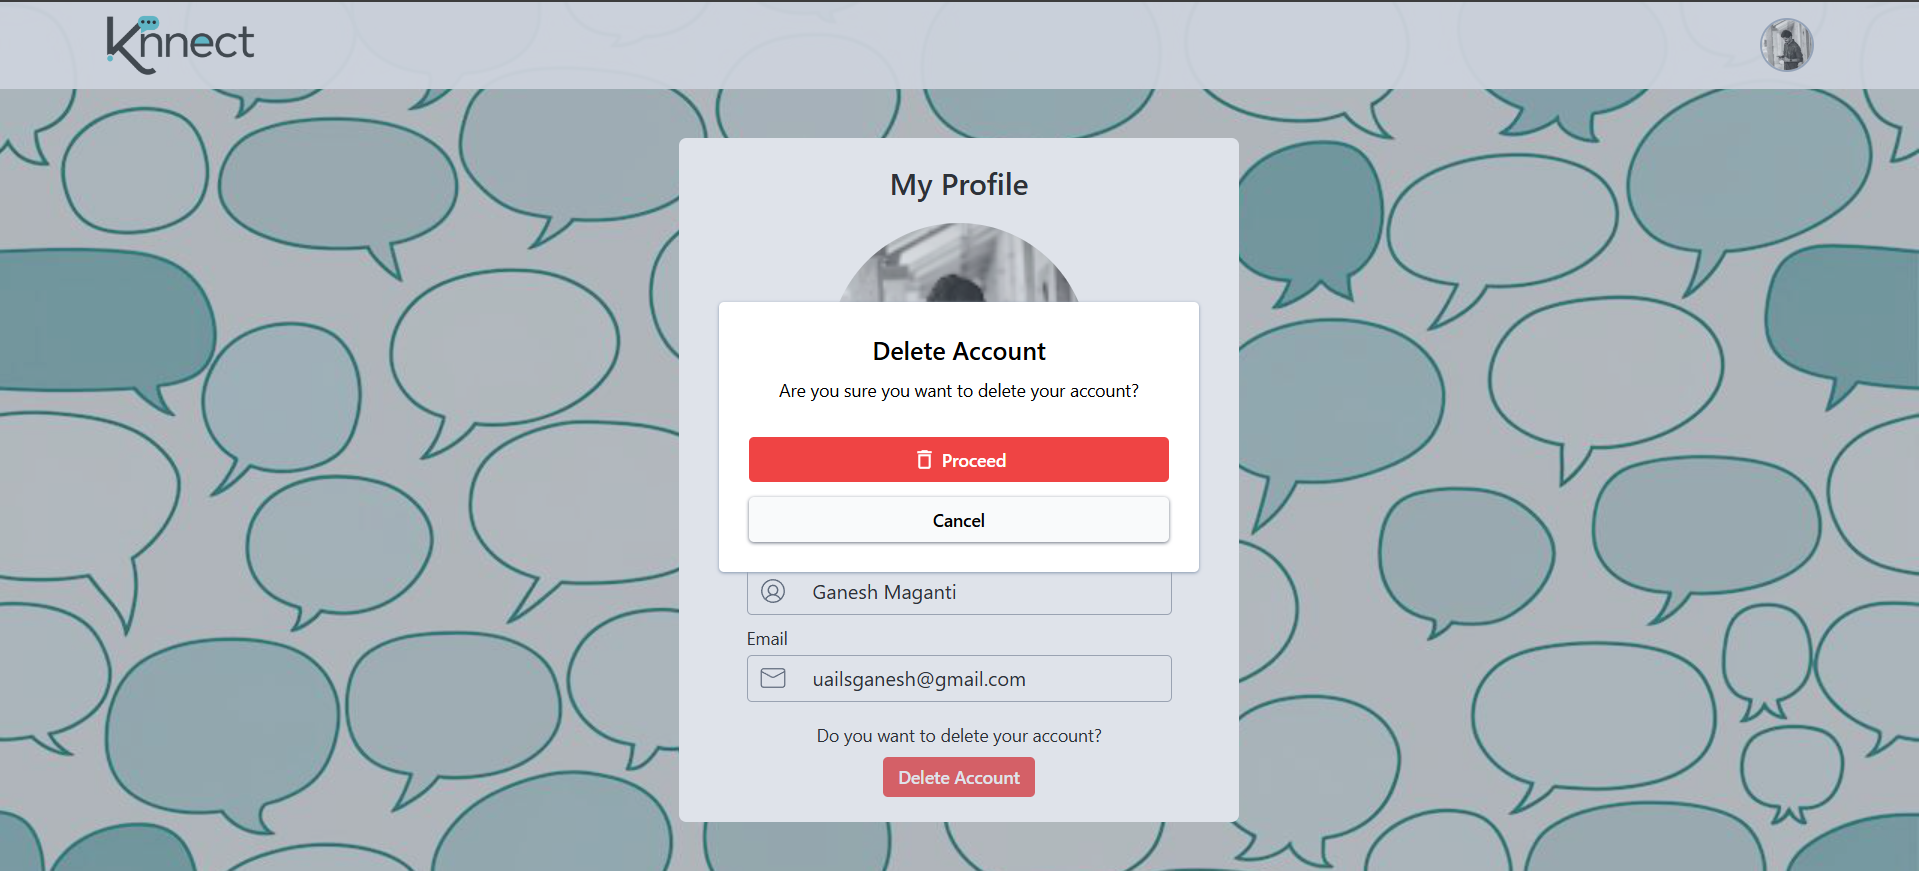 Knnect
My Profile
Delete Account
Are you sure you want to delete your account?
Proceed
Cancel
Ganesh Maganti
Email
uailsganesh@gmail.com
Do you want to delete your account?
Delete Account